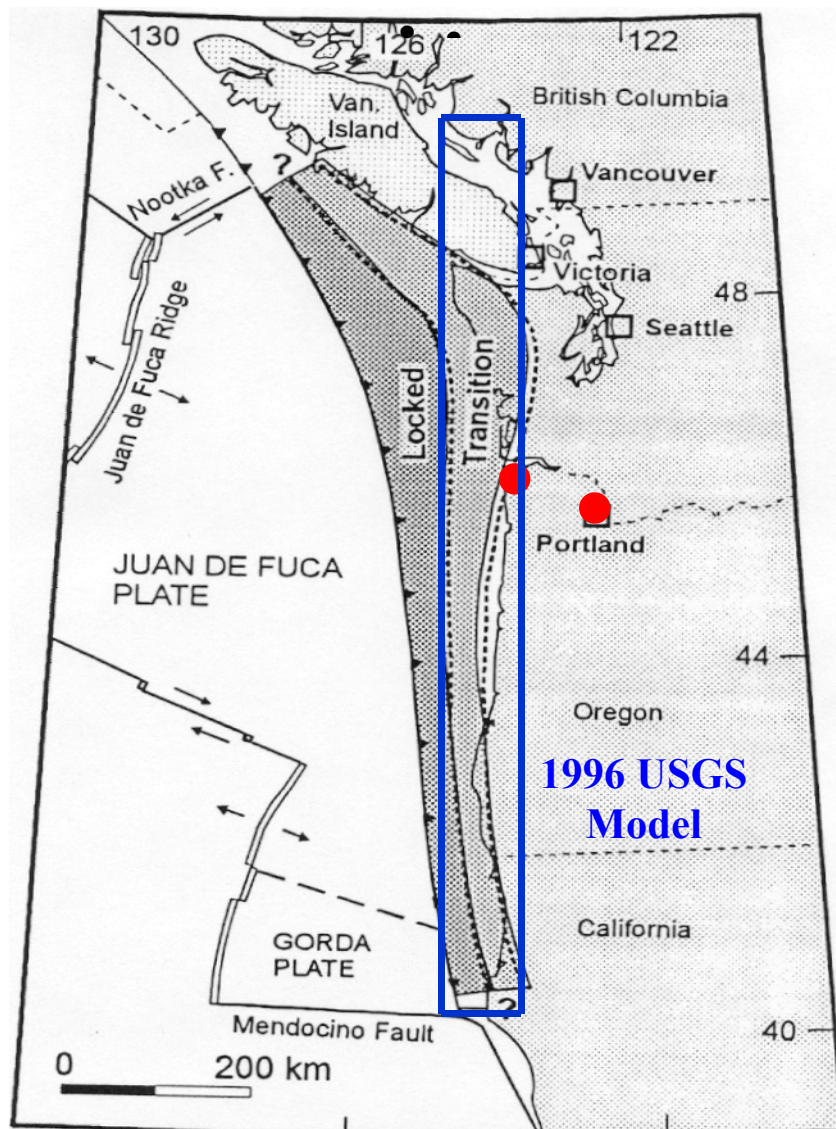 130
126
122
Van.
Island
British Columbia
?
Vancouver
Nootka F.
Victoria
48
Seattle
Juan de Fuca Ridge
Locked
Transition
Portland
JUAN DE FUCA
PLATE
44
Oregon
1996 USGS
Model
California
GORDA
PLATE
?
Mendocino Fault
40
0
200 km